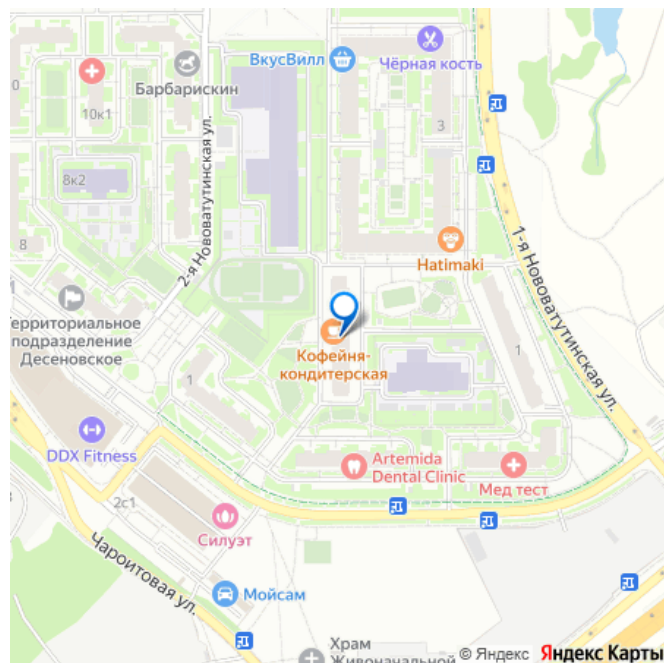 ВкусВилл
Чёрная кость
Барбарискин
10к1
3
8к2
2-я Нововатутинская ул.
8
Hatimaki
1-я Нововатутинская ул.
Территориальное
подразделение
Десеновское
Кофейня-
кондитерская
1
1
DDX Fitness
Artemida
Dental Clinic
Мед тест
2с1
Силуэт
Чароитовая ул.
Мойсам
Храм
Живоначальной
© Яндекс Яндекс Карты